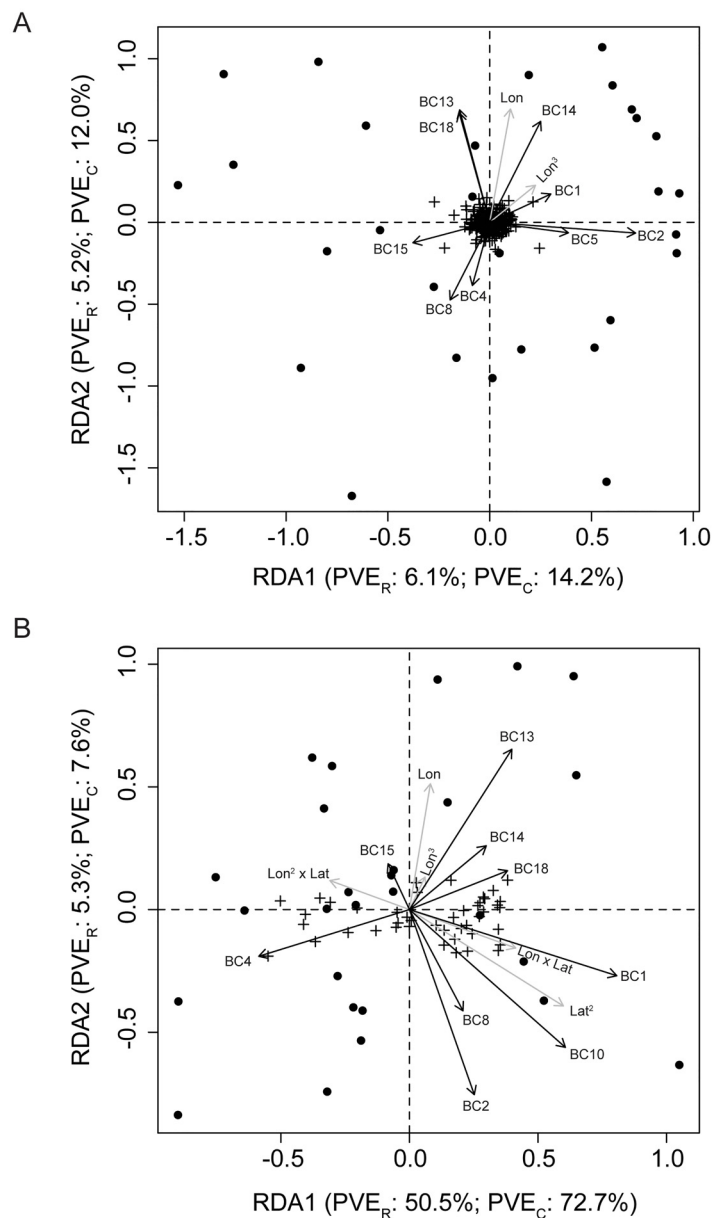 A
1.0
0.5
0.0
-0.5
-1.0
-1.5
RDA2 (PVE_R: 5.2%; PVE_C: 12.0%)
BC13
Lon
BC14
BC18
Lon³
BC1
BC15
BC5
BC2
BC8
BC4
-1.5 -1.0 -0.5 0.0 0.5 1.0
RDA1 (PVE_R: 6.1%; PVE_C: 14.2%)
B
1.0
0.5
0.0
-0.5
RDA2 (PVE_R: 5.3%; PVE_C: 7.6%)
BC13
Lon
BC14
BC15
Lon³
BC18
Lon² x Lat
BC4
Lon x Lat
BC1
Lat²
BC8
BC10
BC2
-0.5 0.0 0.5 1.0
RDA1 (PVE_R: 50.5%; PVE_C: 72.7%)